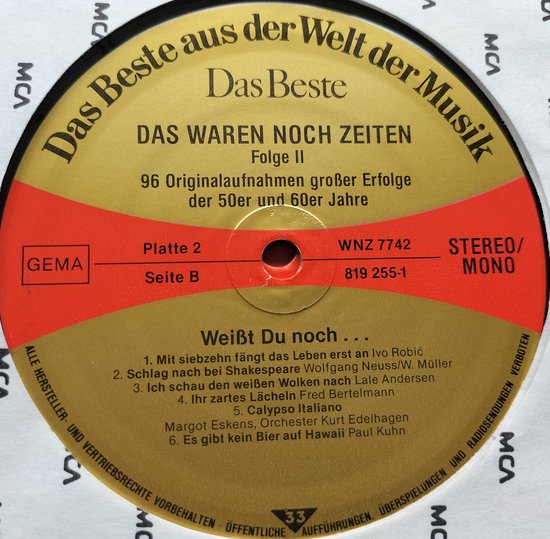 Das Beste aus der Welt der Musik
Das Beste
DAS WAREN NOCH ZEITEN
Folge II
96 Originalaufnahmen großer Erfolge
der 50er und 60er Jahre
GEMA
Platte 2
Seite B
WNZ 7742
819 255-1
STEREO/
MONO
Weißt Du noch . . .
1. Mit siebzehn fängt das Leben erst an Ivo Robić
2. Schlag nach bei Shakespeare Wolfgang Neuss/W. Müller
3. Ich schau den weißen Wolken nach Lale Andersen
4. Ihr zartes Lächeln Fred Bertelmann
5. Calypso Italiano
Margot Eskens, Orchester Kurt Edelhagen
6. Es gibt kein Bier auf Hawaii Paul Kuhn
33
ALLE HERSTELLER- UND VERTRIEBSRECHTE VORBEHALTEN · ÖFFENTLICHE AUFFÜHRUNGEN, ÜBERSPIELUNGEN UND RADIOSENDUNGEN VERBOTEN
MCA
MCA
MCA
MCA
MCA
MCA
MCA